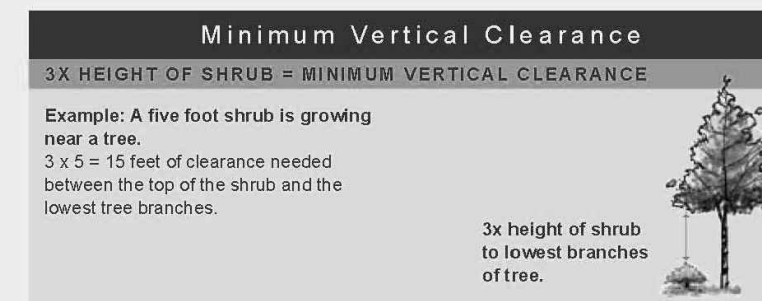 Minimum Vertical Clearance
3X HEIGHT OF SHRUB = MINIMUM VERTICAL CLEARANCE
Example: A five foot shrub is growing
near a tree.
3 x 5 = 15 feet of clearance needed
between the top of the shrub and the
lowest tree branches.
3x height of shrub
to lowest branches
of tree.